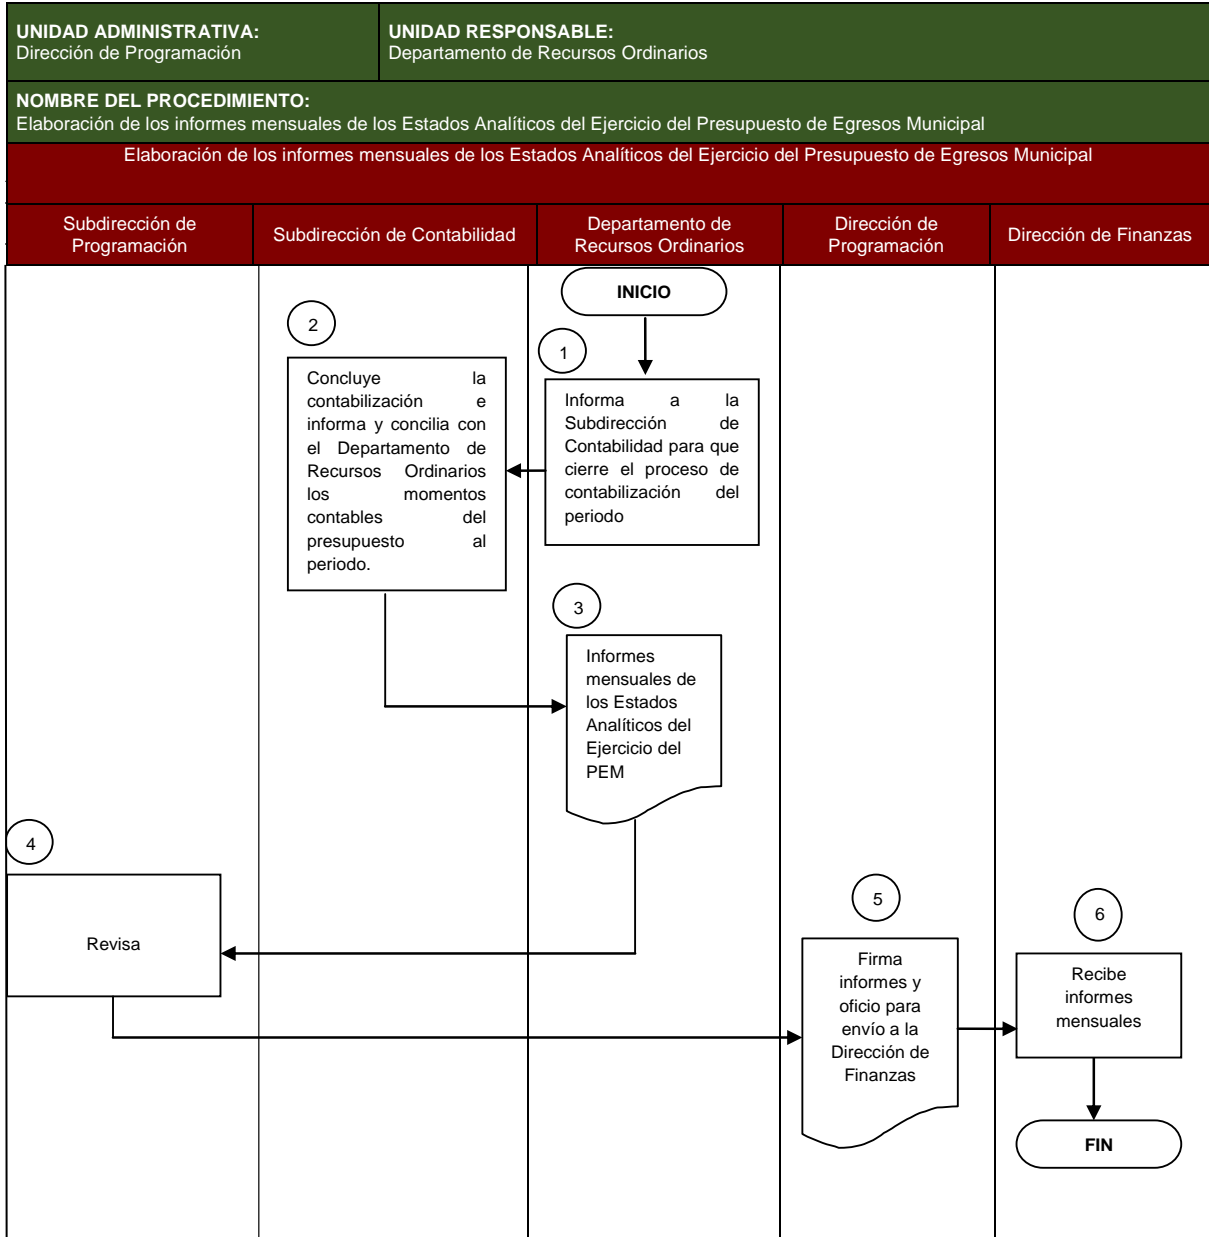 UNIDAD ADMINISTRATIVA:
Dirección de Programación
UNIDAD RESPONSABLE:
Departamento de Recursos Ordinarios
NOMBRE DEL PROCEDIMIENTO:
Elaboración de los informes mensuales de los Estados Analíticos del Ejercicio del Presupuesto de Egresos Municipal
Elaboración de los informes mensuales de los Estados Analíticos del Ejercicio del Presupuesto de Egresos Municipal
Subdirección de
Programación
Subdirección de Contabilidad
Departamento de
Recursos Ordinarios
Dirección de
Programación
Dirección de Finanzas
INICIO
1
Informa a la
Subdirección de
Contabilidad para que
cierre el proceso de
contabilización del
periodo
2
Concluye la
contabilización e
informa y concilia con
el Departamento de
Recursos Ordinarios
los momentos
contables del
presupuesto al
periodo.
3
Informes
mensuales de
los Estados
Analíticos del
Ejercicio del
PEM
4
Revisa
5
Firma
informes y
oficio para
envío a la
Dirección de
Finanzas
6
Recibe
informes
mensuales
FIN